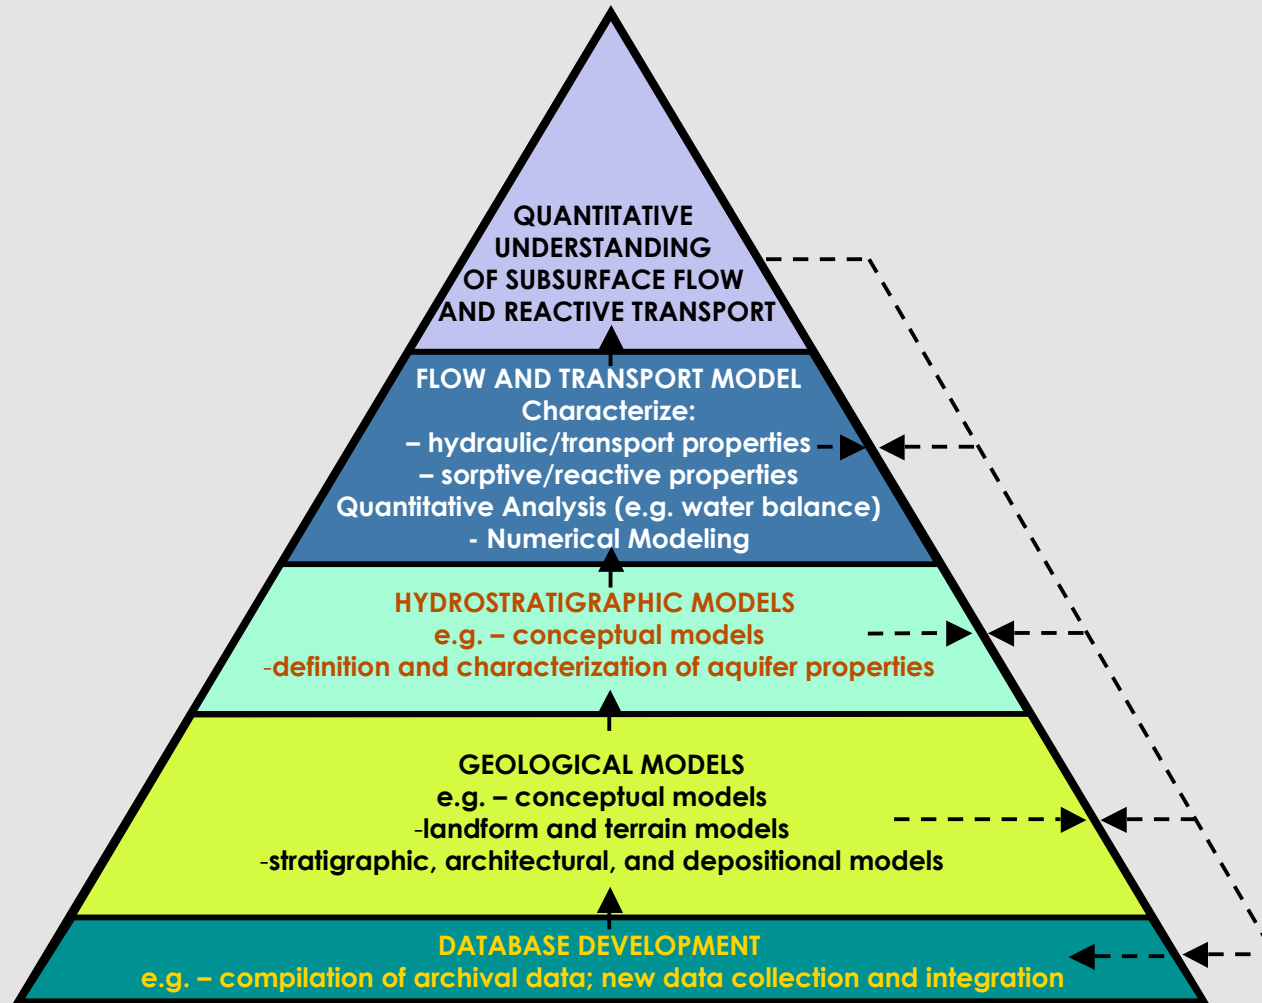 QUANTITATIVE
UNDERSTANDING
OF SUBSURFACE FLOW
AND REACTIVE TRANSPORT
FLOW AND TRANSPORT MODEL
Characterize:
– hydraulic/transport properties
– sorptive/reactive properties
Quantitative Analysis (e.g. water balance)
- Numerical Modeling
HYDROSTRATIGRAPHIC MODELS
e.g. – conceptual models
-definition and characterization of aquifer properties
GEOLOGICAL MODELS
e.g. – conceptual models
-landform and terrain models
-stratigraphic, architectural, and depositional models
DATABASE DEVELOPMENT
e.g. – compilation of archival data; new data collection and integration